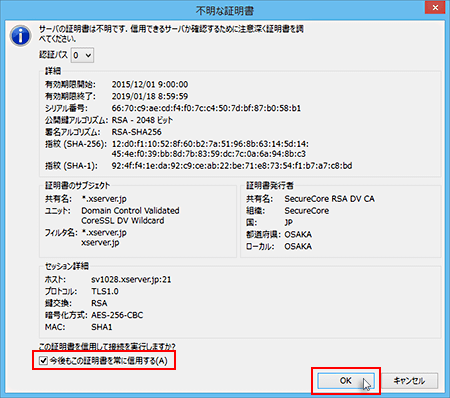 不明な証明書
サーバの証明書は不明です. 信用できるサーバか確認するために注意深く証明書を調
べてください.
認証パス 0
詳細
有効期限開始: 2015/12/01 9:00:00
有効期限終了: 2019/01/18 8:59:59
シリアル番号: 66:70:c9:ae:cd:f4:f0:7c:c4:50:7d:bf:87:b0:58:b1
公開鍵アルゴリズム: RSA - 2048 ビット
署名アルゴリズム: RSA-SHA256
指紋 (SHA-256): 12:d0:f1:10:52:8f:60:b2:7a:51:96:8b:63:14:5d:14:
45:4e:f0:39:bb:8d:7b:83:59:dc:7c:0a:6a:94:8b:c3
指紋 (SHA-1): 92:4f:f4:1e:da:92:c9:ce:ab:22:be:71:e8:73:54:f1:b7:a7:c8:bd
証明書のサブジェクト
共有名: *.xserver.jp
ユニット: Domain Control Validated
CoreSSL DV Wildcard
フィルタ名: *.xserver.jp
xserver.jp
証明書発行者
共有名: SecureCore RSA DV CA
組織: SecureCore
国: JP
都道府県: OSAKA
ローカル: OSAKA
セッション詳細
ホスト: sv1028.xserver.jp:21
プロトコル: TLS1.0
鍵交換: RSA
暗号化方式: AES-256-CBC
MAC: SHA1
この証明書を信用して接続を実行しますか?
今後もこの証明書を常に信用する(A)
OK キャンセル